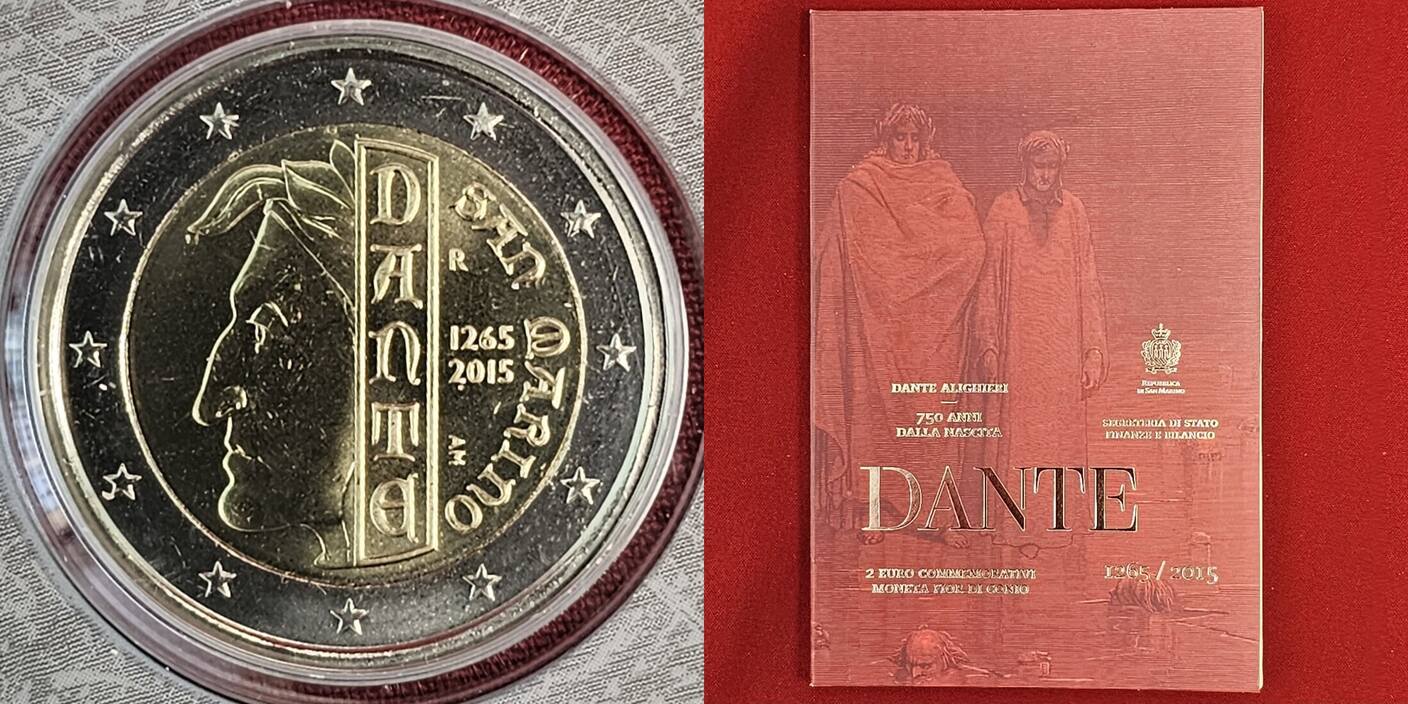 DANTE
SAN MARINO
R
1265
2015
AM
REPUBBLICA
DI SAN MARINO
DANTE ALIGHIERI
750 ANNI
DALLA NASCITA
SEGRETERIA DI STATO
FINANZE E BILANCIO
DANTE
2 EURO COMMEMORATIVI
MONETA FIOR DI CONIO
1265 / 2015